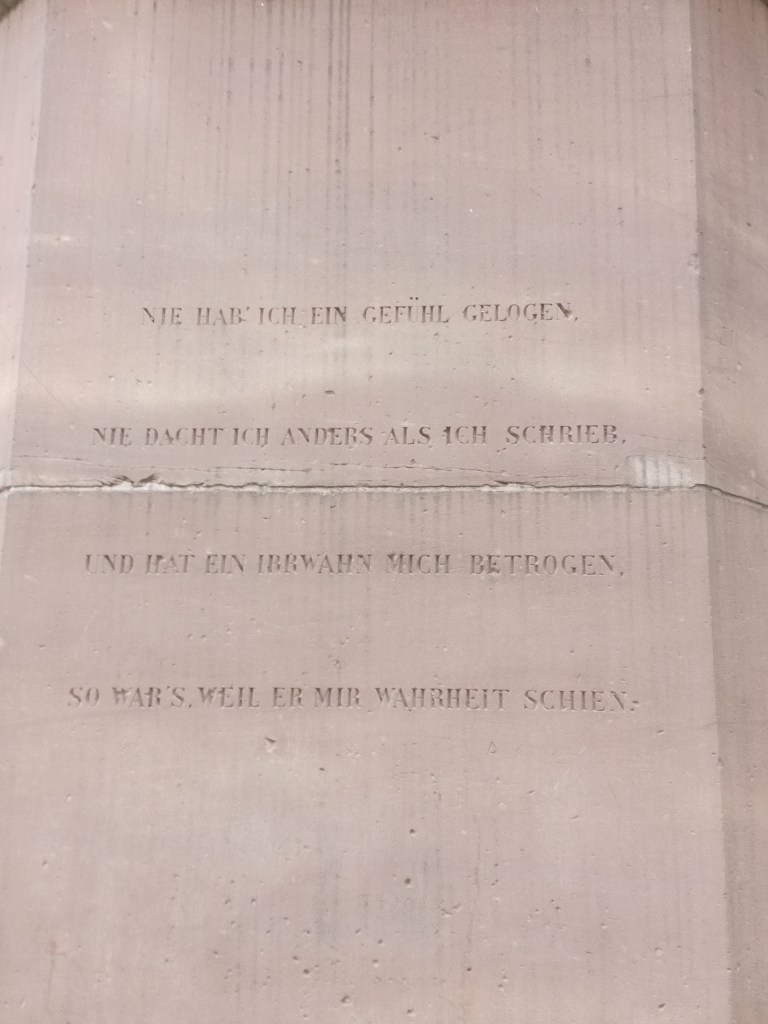 NIE HAB' ICH EIN GEFÜHL GELOGEN,
NIE DACHT ICH ANDERS ALS ICH SCHRIEB,
UND HAT EIN IRRWAHN MICH BETROGEN,
SO WAR'S, WEIL ER MIR WAHRHEIT SCHIEN.